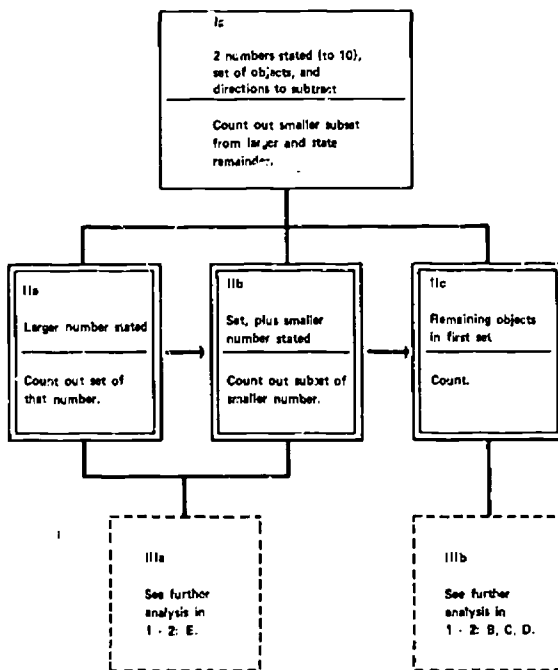 Ia
2 numbers stated (to 10),
set of objects, and
directions to subtract
Count out smaller subset
from larger and state
remainder.
IIa
Larger number stated
Count out set of
that number.
IIb
Set, plus smaller
number stated
Count out subset of
smaller number.
IIc
Remaining objects
in first set
Count.
IIIa
See further
analysis in
1 - 2: E.
IIIb
See further
analysis in
1 - 2: B, C, D.